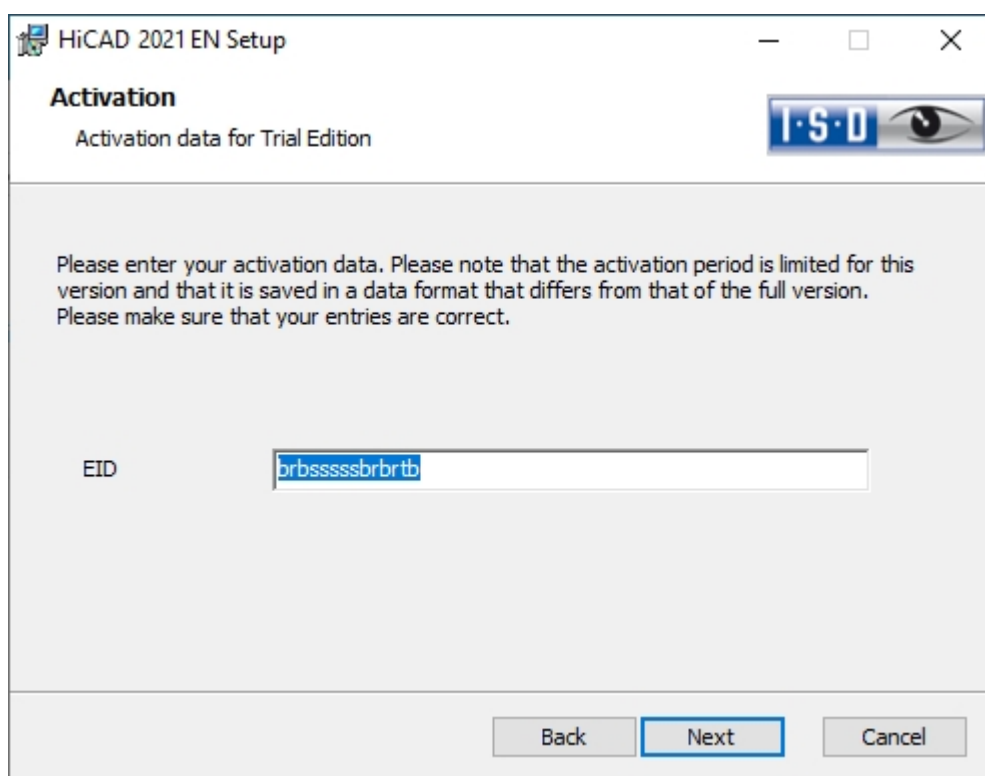 HiCAD 2021 EN Setup
Activation
Activation data for Trial Edition
I·S·D
Please enter your activation data. Please note that the activation period is limited for this
version and that it is saved in a data format that differs from that of the full version.
Please make sure that your entries are correct.
EID
brbsssssbrbrtb
Back
Next
Cancel